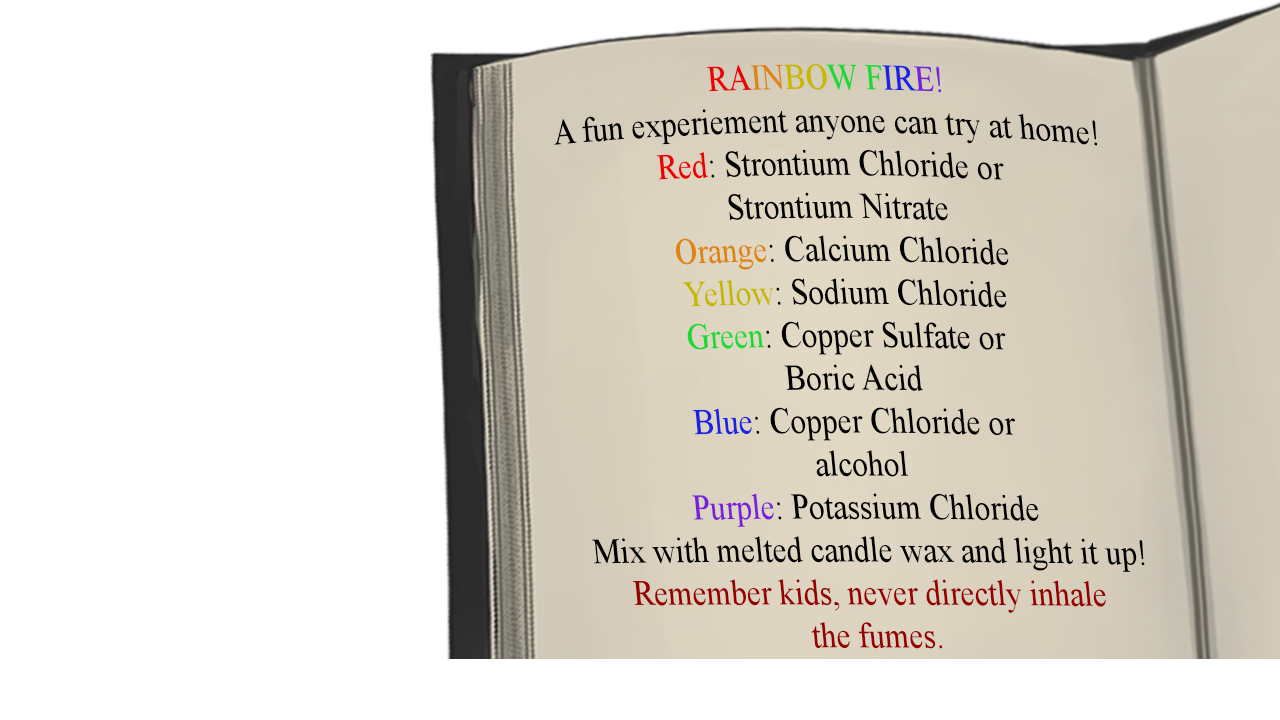 RAINBOW FIRE!
A fun experiement anyone can try at home!
Red: Strontium Chloride or
Strontium Nitrate
Orange: Calcium Chloride
Yellow: Sodium Chloride
Green: Copper Sulfate or
Boric Acid
Blue: Copper Chloride or
alcohol
Purple: Potassium Chloride
Mix with melted candle wax and light it up!
Remember kids, never directly inhale
the fumes.